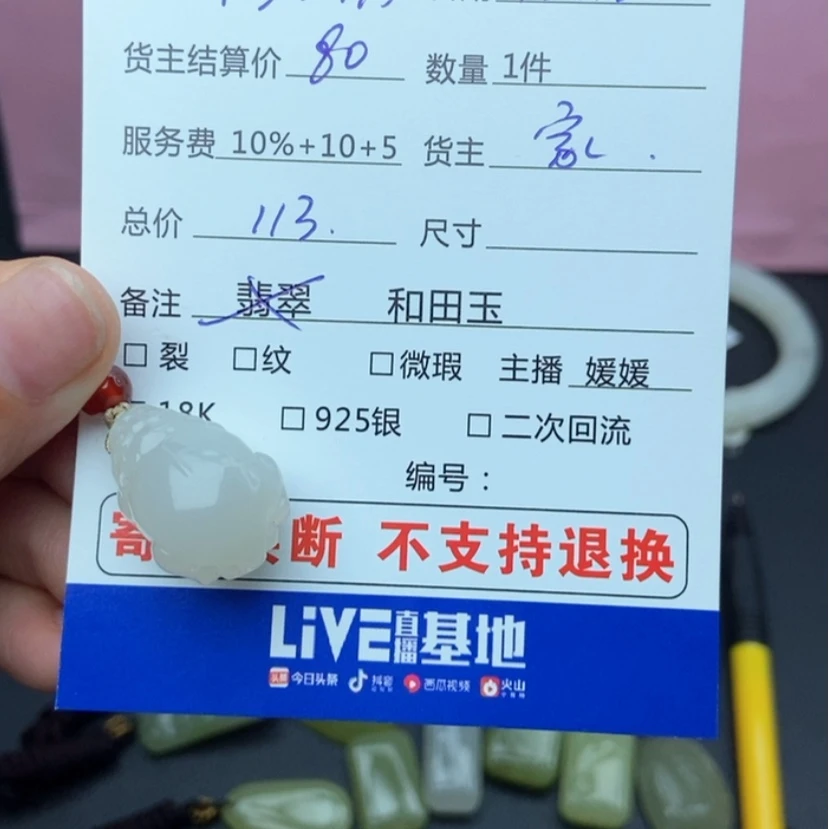 货主结算价 80 数量 1件
服务费 10%+10+5 货主
总价 113. 尺寸
备注 翡翠 和田玉
□ 裂 □纹 □微瑕 主播 媛媛
18K □ 925银 □ 二次回流
编号：
寄 断 不支持退换
LiVE直播基地
头条 今日头条 抖音 西瓜视频 火山